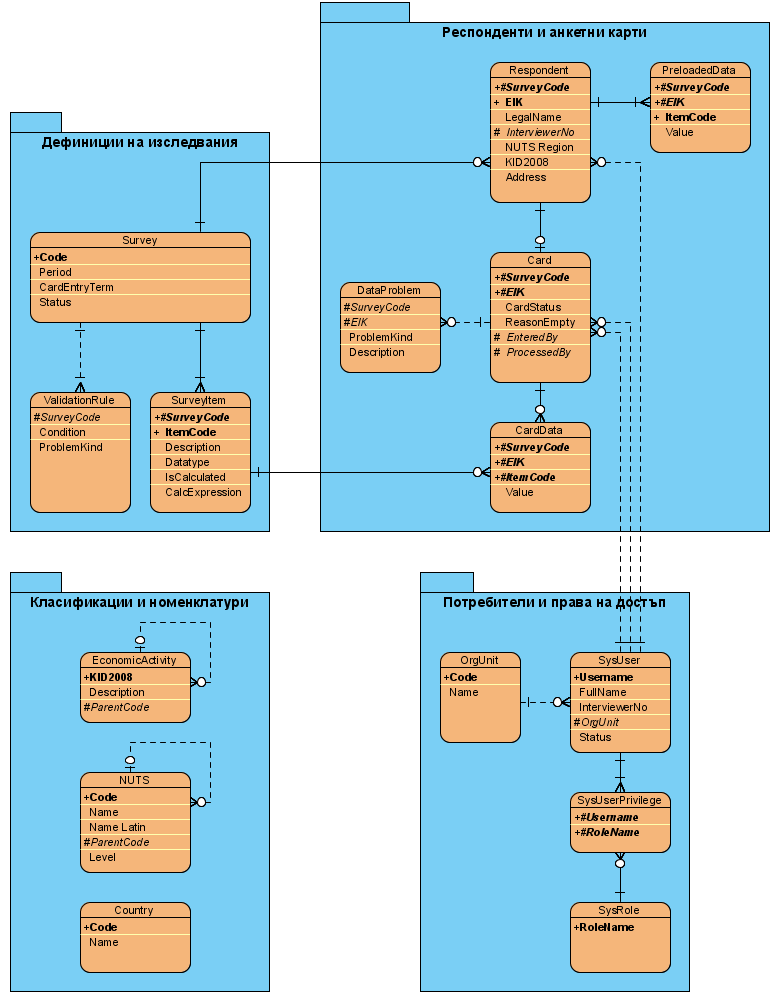 Респонденти и анкетни карти
Respondent
+#SurveyCode
+ EIK
LegalName
# InterviewerNo
NUTS Region
KID2008
Address
PreloadedData
+#SurveyCode
+#EIK
+ ItemCode
Value
Card
+#SurveyCode
+#EIK
CardStatus
ReasonEmpty
# EnteredBy
# ProcessedBy
DataProblem
#SurveyCode
#EIK
ProblemKind
Description
CardData
+#SurveyCode
+#EIK
+#ItemCode
Value
Дефиниции на изследвания
Survey
+Code
Period
CardEntryTerm
Status
ValidationRule
#SurveyCode
Condition
ProblemKind
SurveyItem
+#SurveyCode
+ ItemCode
Description
Datatype
IsCalculated
CalcExpression
Класификации и номенклатури
EconomicActivity
+KID2008
Description
#ParentCode
NUTS
+Code
Name
Name Latin
#ParentCode
Level
Country
+Code
Name
Потребители и права на достъп
OrgUnit
+Code
Name
SysUser
+Username
FullName
InterviewerNo
#OrgUnit
Status
SysUserPrivilege
+#Username
+#RoleName
SysRole
+RoleName